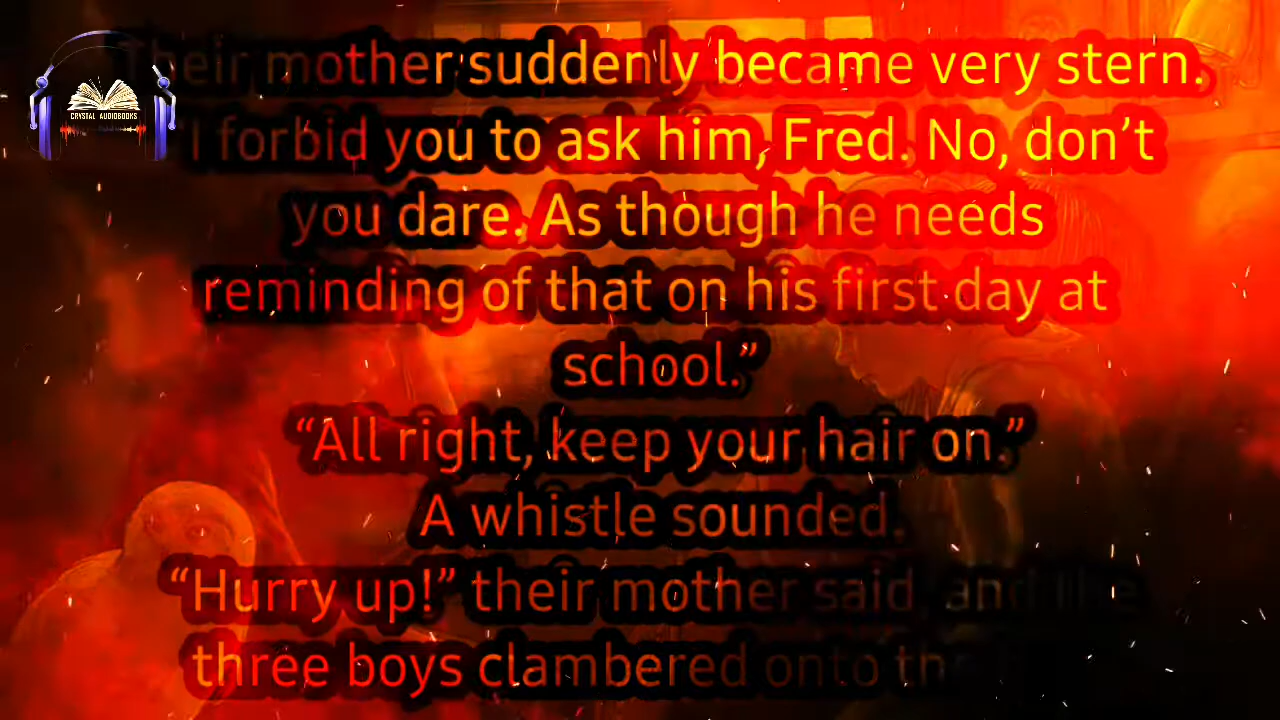 CRYSTAL AUDIOBOOKS
Their mother suddenly became very stern.
“I forbid you to ask him, Fred. No, don’t
you dare. As though he needs
reminding of that on his first day at
school.”
“All right, keep your hair on.”
A whistle sounded.
“Hurry up!” their mother said, and the
three boys clambered onto the